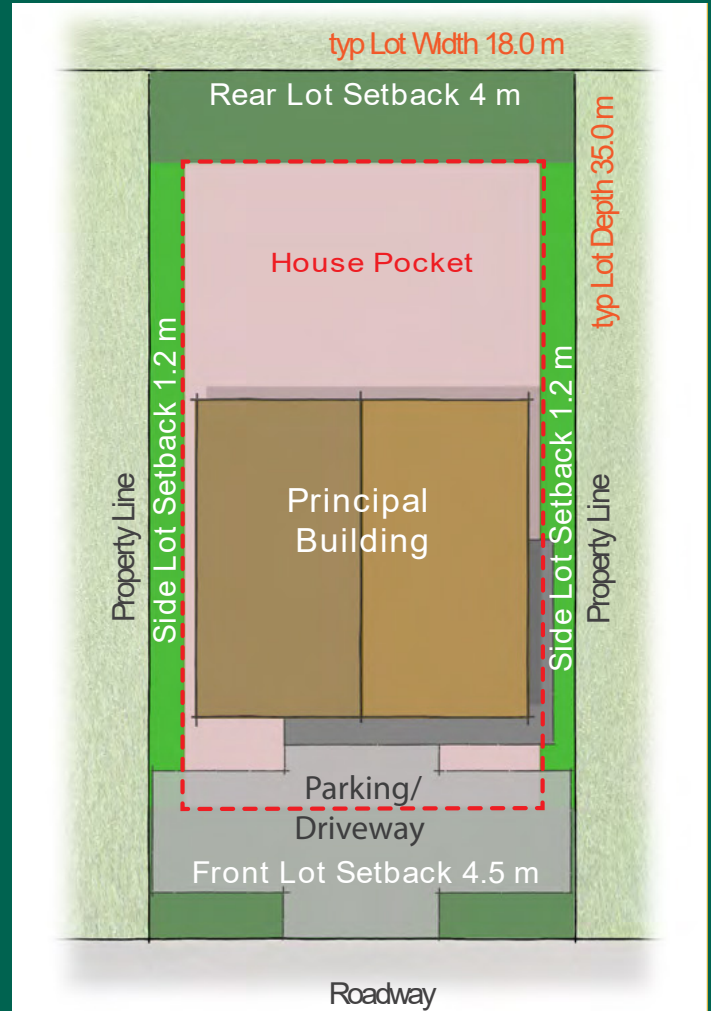 typ Lot Width 18.0 m
Rear Lot Setback 4 m
typ Lot Depth 35.0 m
House Pocket
Side Lot Setback 1.2 m
Side Lot Setback 1.2 m
Property Line
Property Line
Principal
Building
Parking/
Driveway
Front Lot Setback 4.5 m
Roadway